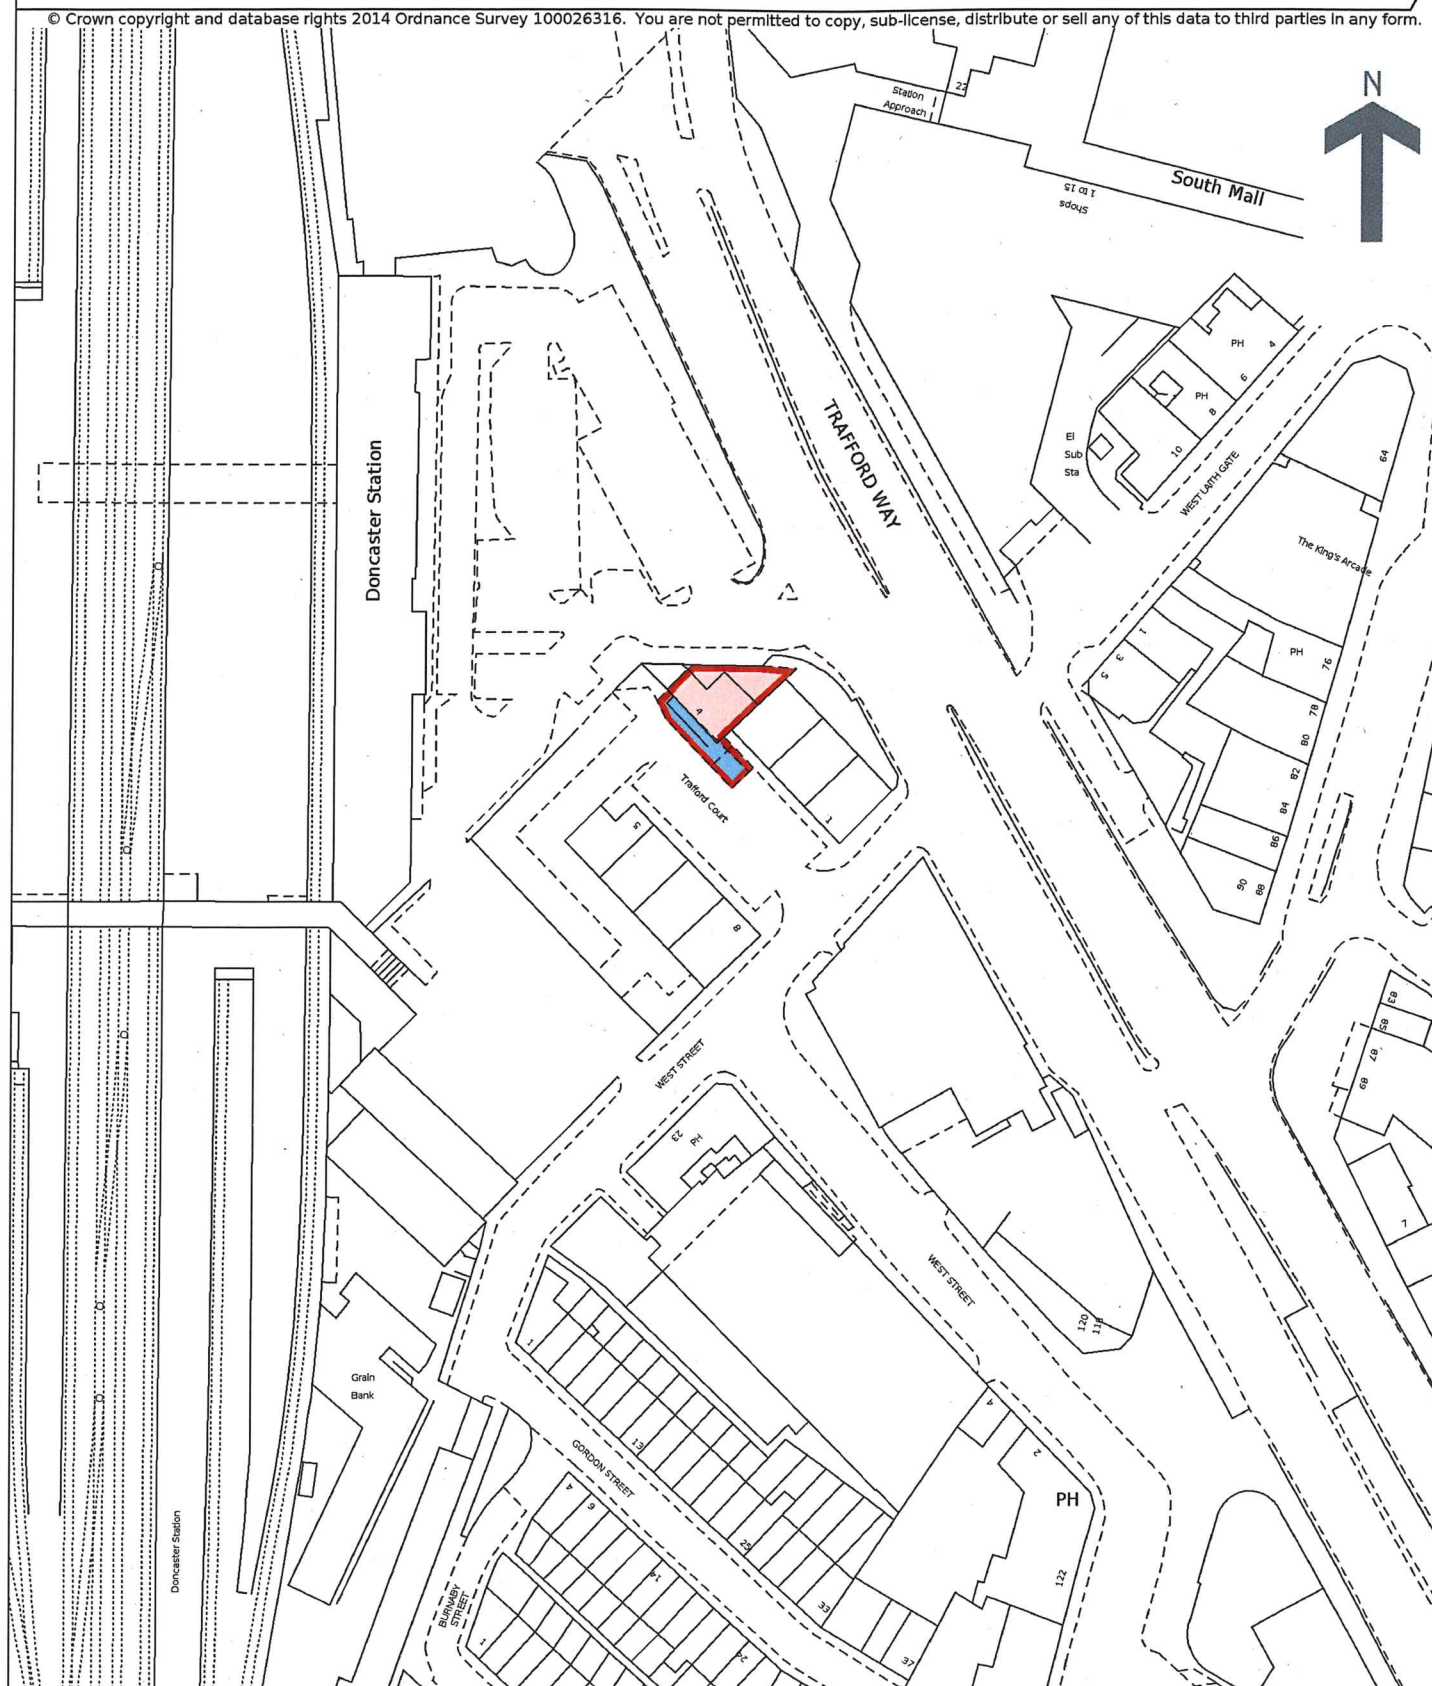 © Crown copyright and database rights 2014 Ordnance Survey 100026316. You are not permitted to copy, sub-license, distribute or sell any of this data to third parties in any form.
N
Station
Approach
22
South Mall
Shops
1 to 15
PH
4
6
PH
8
10
El
Sub
Sta
WEST LAITH GATE
64
The King's Arcade
Doncaster Station
TRAFFORD WAY
1
3
5
PH
76
78
80
82
84
86
88
90
4
Trafford Court
1
5
8
83
85
87
89
7
WEST STREET
23
PH
WEST STREET
120
118
Grain
Bank
1
13
GORDON STREET
25
33
37
4
2
PH
122
4
6
14
24
BURNABY
STREET
1
Doncaster Station